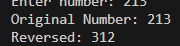 Enter number: 213
Original Number: 213
Reversed: 312